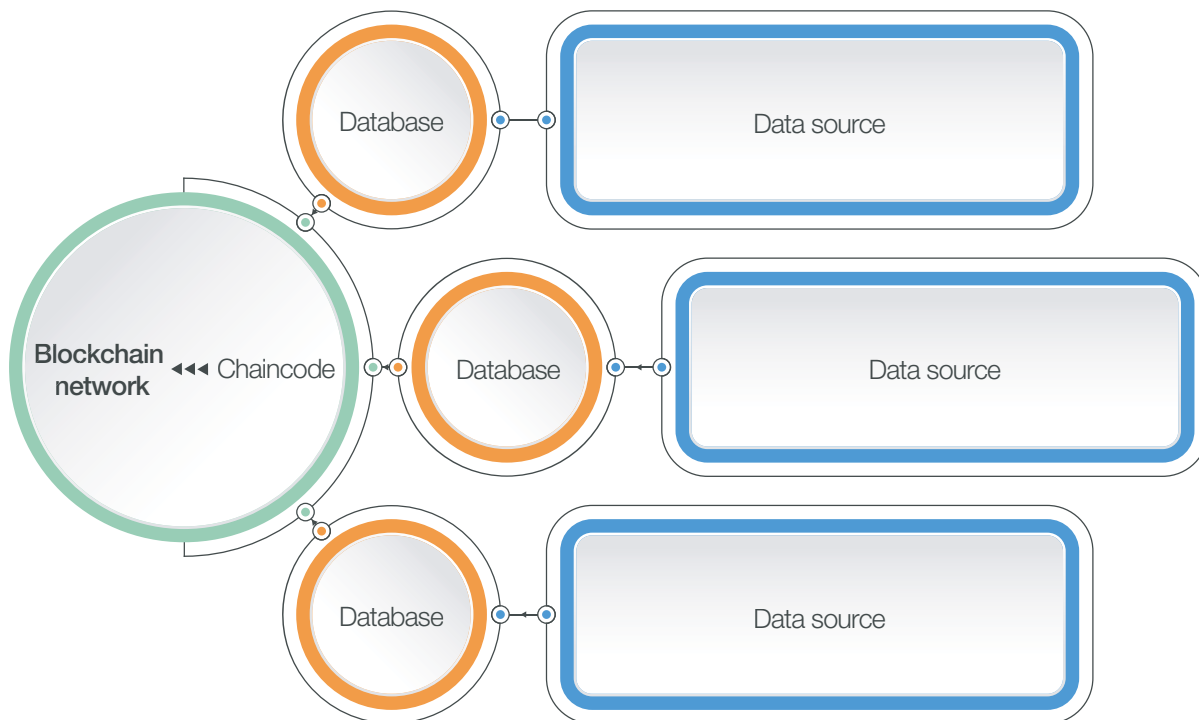 Database
Data source
Blockchain
network
Chaincode
Database
Data source
Database
Data source